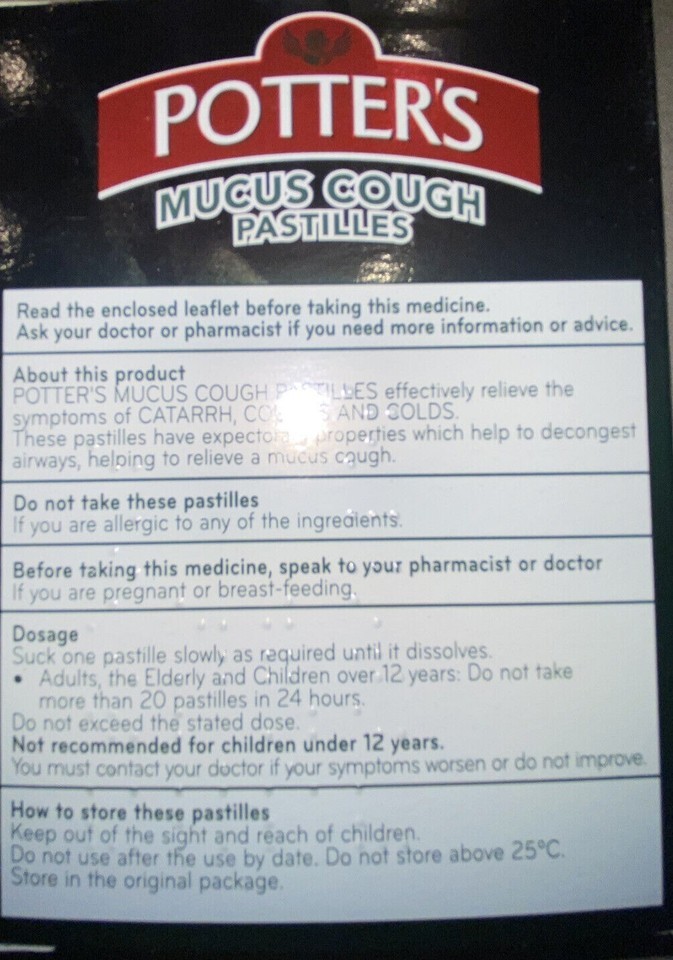 POTTER'S
MUCUS COUGH
PASTILLES
Read the enclosed leaflet before taking this medicine.
Ask your doctor or pharmacist if you need more information or advice.
About this product
POTTER'S MUCUS COUGH PASTILLES effectively relieve the
symptoms of CATARRH, AND COLDS.
These pastilles have properties which help to decongest
airways, helping to relieve a mucus cough.
Do not take these pastilles
If you are allergic to any of the ingredients.
Before taking this medicine, speak to your pharmacist or doctor
If you are pregnant or breast-feeding.
Dosage
Suck one pastille slowly as required until it dissolves.
• Adults, the Elderly and Children over 12 years: Do not take
more than 20 pastilles in 24 hours.
Do not exceed the stated dose.
Not recommended for children under 12 years.
You must contact your doctor if your symptoms worsen or do not improve.
How to store these pastilles
Keep out of the sight and reach of children.
Do not use after the use by date. Do not store above 25°C.
Store in the original package.